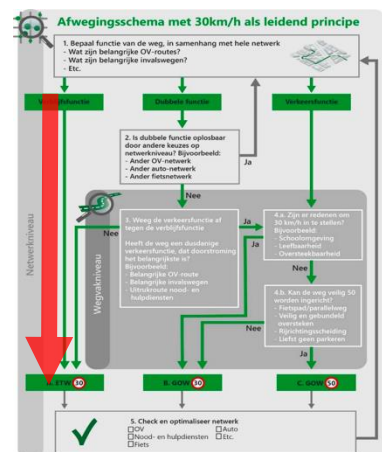 Afwegingsschema met 30km/h als leidend principe
1. Bepaal functie van de weg, in samenhang met hele netwerk
- Wat zijn belangrijke OV-routes?
- Wat zijn belangrijke invalswegen?
- Etc.
Verblijfsfunctie
Dubbele functie
Verkeersfunctie
2. Is dubbele functie oplosbaar
door andere keuzes op
netwerkniveau? Bijvoorbeeld:
- Ander OV-netwerk
- Ander auto-netwerk
- Ander fietsnetwerk
Ja
Nee
Netwerkniveau
Wegvakniveau
3. Weeg de verkeersfunctie af
tegen de verblijfsfunctie
Heeft de weg een dusdanige
verkeersfunctie, dat doorstroming
het belangrijkste is?
Bijvoorbeeld:
- Belangrijke OV-route
- Belangrijke invalswegen
- Uitrukroute nood- en
hulpdiensten
Nee
Ja
Ja
4.a. Zijn er redenen om
30 km/h in te stellen?
Bijvoorbeeld:
- Schoolomgeving
- Leefbaarheid
- Oversteekbaarheid
Nee
4.b. Kan de weg veilig 50
worden ingericht?
- Fietspad/parallelweg
- Veilig en gebundeld
oversteken
- Rijrichtingsscheiding
- Liefst geen parkeren
Nee
Ja
A. ETW 30
B. GOW 30
C. GOW 50
5. Check en optimaliseer netwerk
□OV □Auto
□Nood- en hulpdiensten □Etc.
□Fiets